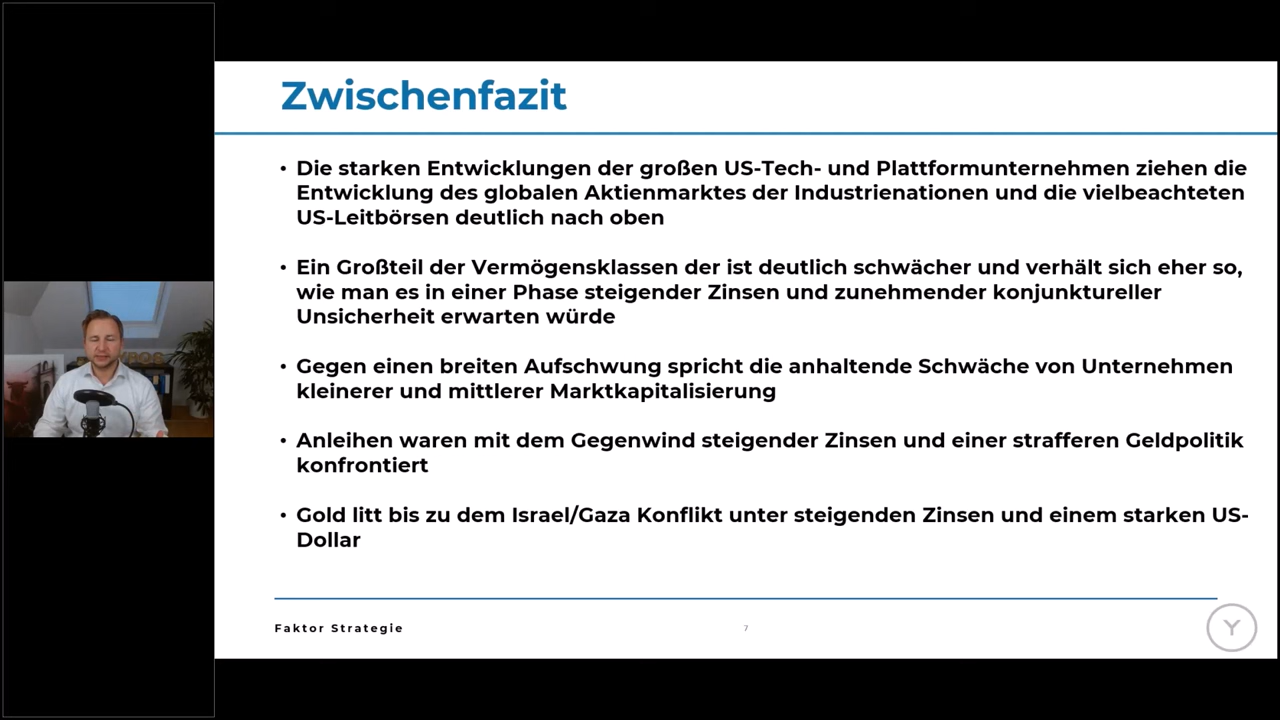 Zwischenfazit
• Die starken Entwicklungen der großen US-Tech- und Plattformunternehmen ziehen die
Entwicklung des globalen Aktienmarktes der Industrienationen und die vielbeachteten
US-Leitbörsen deutlich nach oben
• Ein Großteil der Vermögensklassen der ist deutlich schwächer und verhält sich eher so,
wie man es in einer Phase steigender Zinsen und zunehmender konjunktureller
Unsicherheit erwarten würde
• Gegen einen breiten Aufschwung spricht die anhaltende Schwäche von Unternehmen
kleinerer und mittlerer Marktkapitalisierung
• Anleihen waren mit dem Gegenwind steigender Zinsen und einer strafferen Geldpolitik
konfrontiert
• Gold litt bis zu dem Israel/Gaza Konflikt unter steigenden Zinsen und einem starken US-
Dollar
Faktor Strategie
7
Y